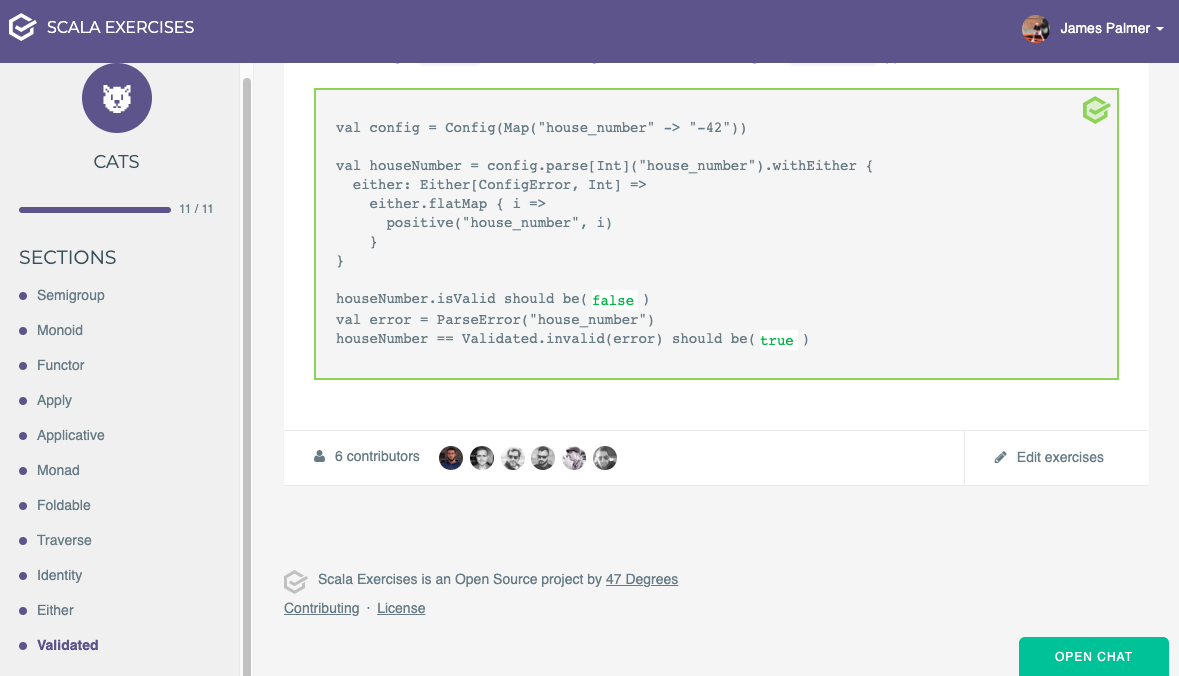 SCALA EXERCISES
James Palmer
CATS
11 / 11
SECTIONS
Semigroup
Monoid
Functor
Apply
Applicative
Monad
Foldable
Traverse
Identity
Either
Validated
val config = Config(Map("house_number" -> "-42"))
val houseNumber = config.parse[Int]("house_number").withEither {
  either: Either[ConfigError, Int] =>
    either.flatMap { i =>
      positive("house_number", i)
    }
}
houseNumber.isValid should be( false )
val error = ParseError("house_number")
houseNumber == Validated.invalid(error) should be( true )
6 contributors
Edit exercises
Scala Exercises is an Open Source project by 47 Degrees
Contributing · License
OPEN CHAT